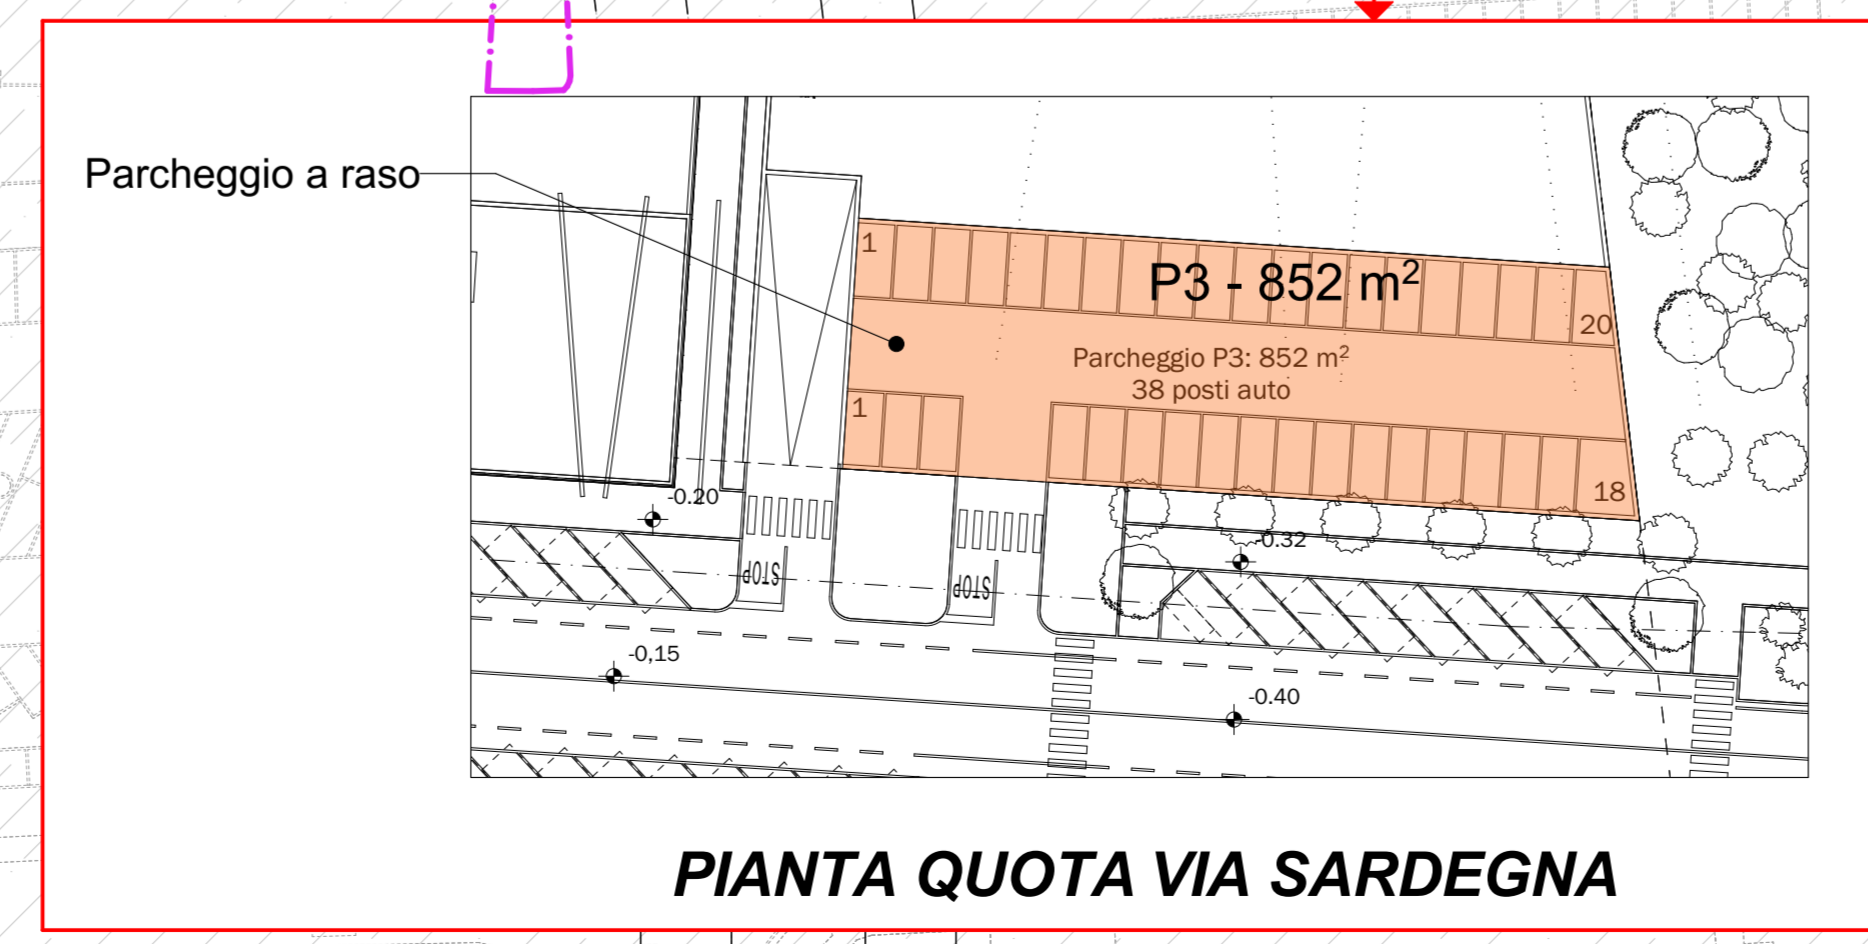 Parcheggio a raso
1
P3 - 852 m²
20
Parcheggio P3: 852 m²
38 posti auto
1
18
-0.20
-0.32
STOP
STOP
-0,15
-0.40
PIANTA QUOTA VIA SARDEGNA